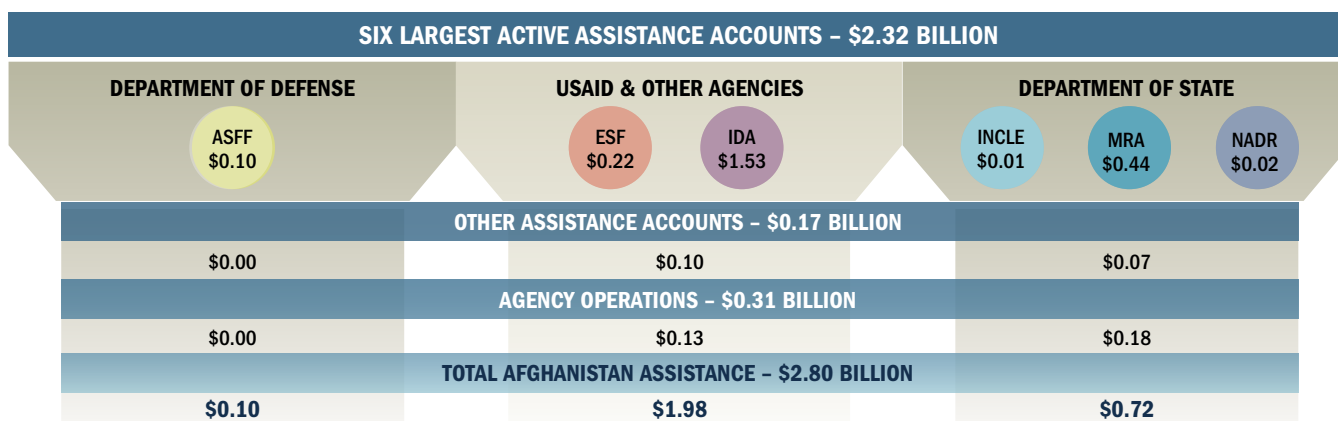 SIX LARGEST ACTIVE ASSISTANCE ACCOUNTS – $2.32 BILLION
DEPARTMENT OF DEFENSE
USAID & OTHER AGENCIES
DEPARTMENT OF STATE
ASFF
$0.10
ESF
$0.22
IDA
$1.53
INCLE
$0.01
MRA
$0.44
NADR
$0.02
OTHER ASSISTANCE ACCOUNTS – $0.17 BILLION
$0.00
$0.10
$0.07
AGENCY OPERATIONS – $0.31 BILLION
$0.00
$0.13
$0.18
TOTAL AFGHANISTAN ASSISTANCE – $2.80 BILLION
$0.10
$1.98
$0.72